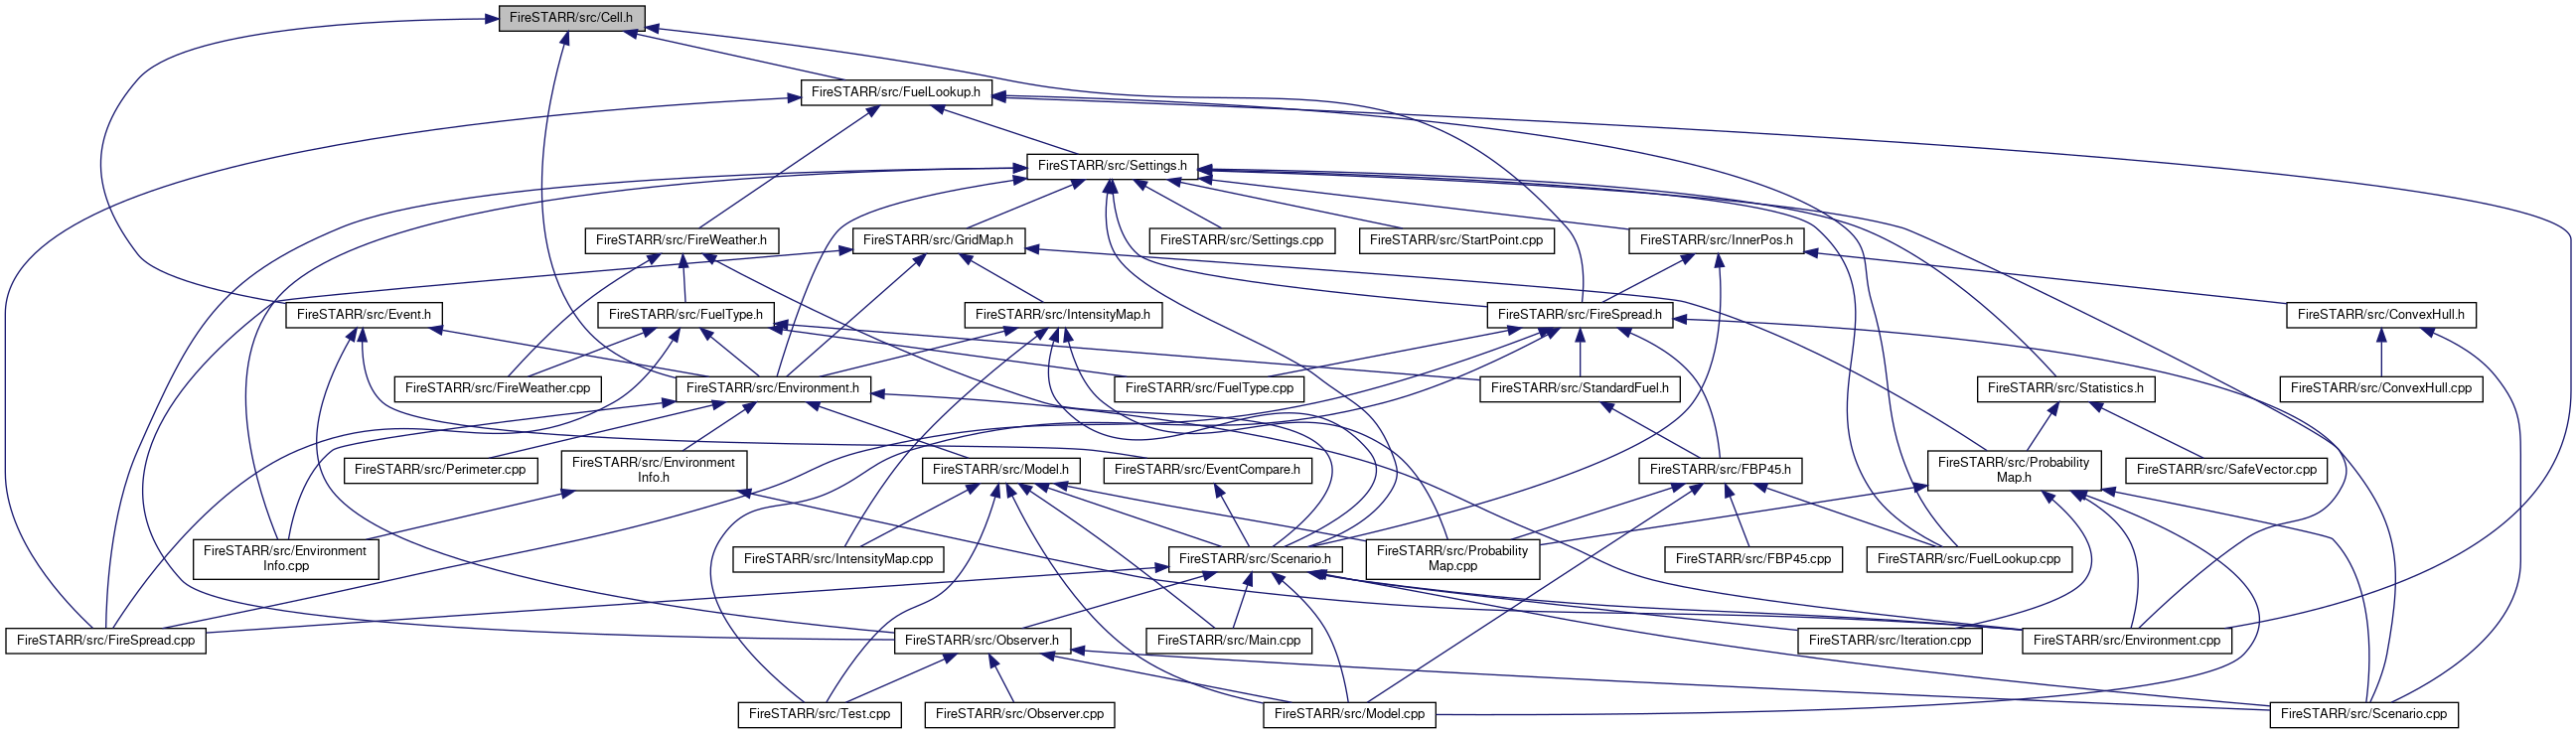 FireSTARR/src/Cell.h
FireSTARR/src/FuelLookup.h
FireSTARR/src/Settings.h
FireSTARR/src/FireWeather.h
FireSTARR/src/GridMap.h
FireSTARR/src/Settings.cpp
FireSTARR/src/StartPoint.cpp
FireSTARR/src/InnerPos.h
FireSTARR/src/Event.h
FireSTARR/src/FuelType.h
FireSTARR/src/IntensityMap.h
FireSTARR/src/FireSpread.h
FireSTARR/src/ConvexHull.h
FireSTARR/src/FireWeather.cpp
FireSTARR/src/Environment.h
FireSTARR/src/FuelType.cpp
FireSTARR/src/StandardFuel.h
FireSTARR/src/ConvexHull.cpp
FireSTARR/src/Statistics.h
FireSTARR/src/Perimeter.cpp
FireSTARR/src/Environment
Info.h
FireSTARR/src/Model.h
FireSTARR/src/EventCompare.h
FireSTARR/src/FBP45.h
FireSTARR/src/Probability
Map.h
FireSTARR/src/SafeVector.cpp
FireSTARR/src/Environment
Info.cpp
FireSTARR/src/IntensityMap.cpp
FireSTARR/src/Scenario.h
FireSTARR/src/Probability
Map.cpp
FireSTARR/src/FBP45.cpp
FireSTARR/src/FuelLookup.cpp
FireSTARR/src/FireSpread.cpp
FireSTARR/src/Observer.h
FireSTARR/src/Main.cpp
FireSTARR/src/Iteration.cpp
FireSTARR/src/Environment.cpp
FireSTARR/src/Test.cpp
FireSTARR/src/Observer.cpp
FireSTARR/src/Model.cpp
FireSTARR/src/Scenario.cpp